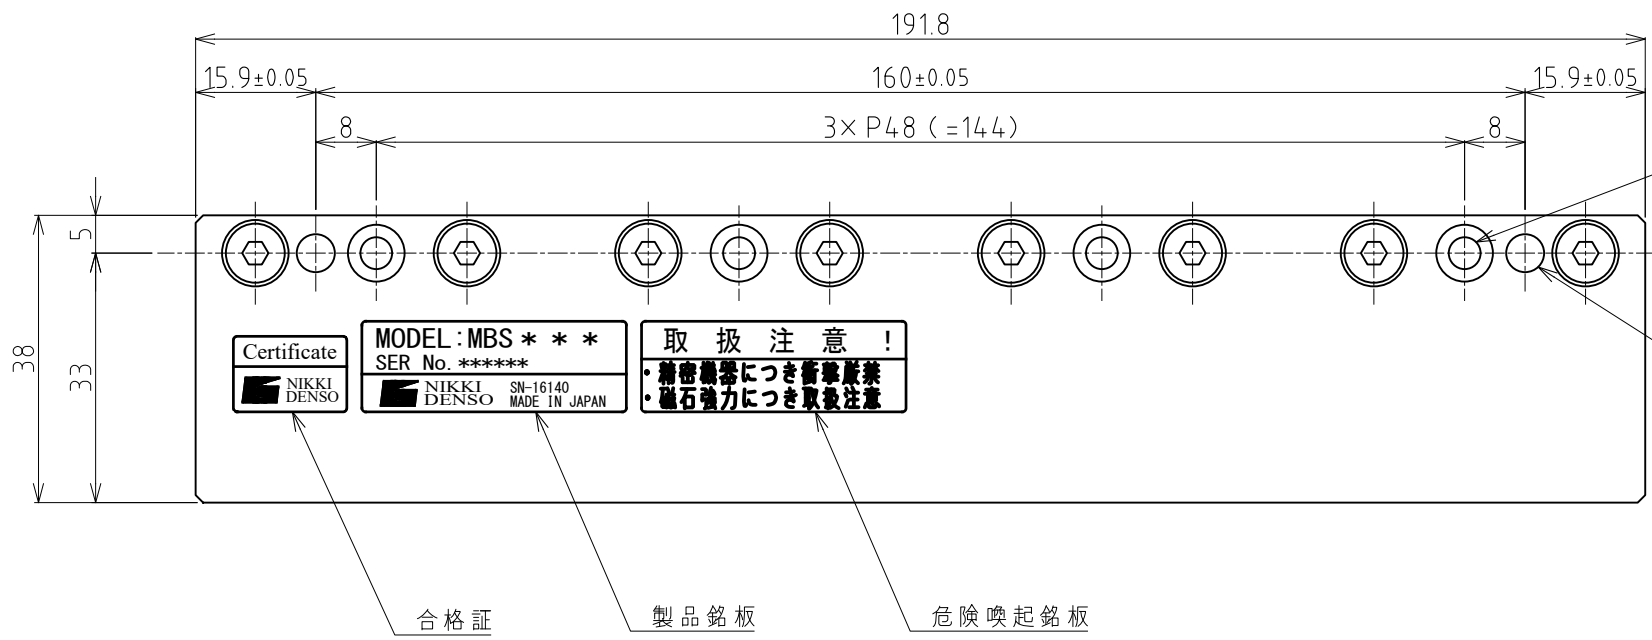 191.8
15.9±0.05
160±0.05
15.9±0.05
8
3×P48 (=144)
8
5
38
33
Certificate
NIKKI
DENSO
MODEL:MBS＊＊＊
SER No. ******
NIKKI
DENSO
SN-16140
MADE IN JAPAN
取扱注意！
・精密機器につき衝撃厳禁
・磁石強力につき取扱注意
合格証
製品銘板
危険喚起銘板